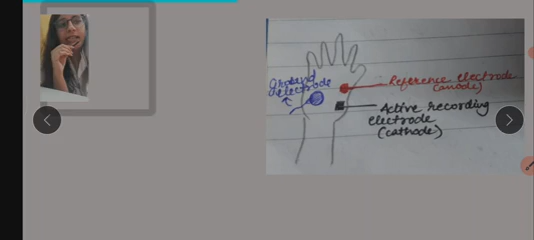 Ground
electrode
Reference electrode
(anode)
Active recording
electrode
(cathode)